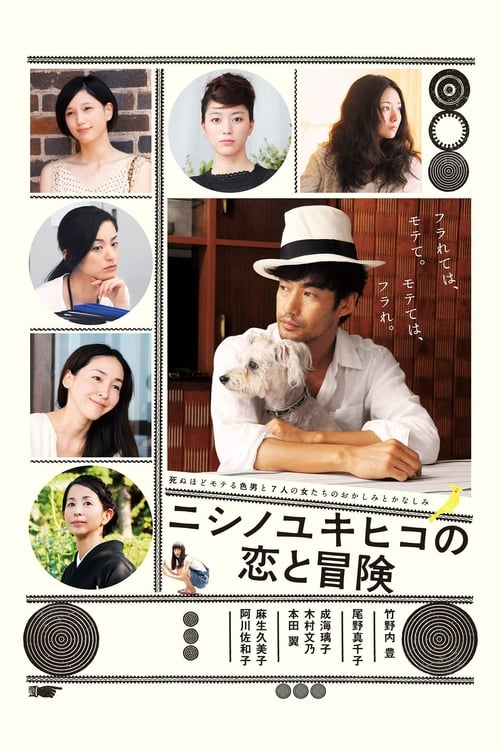 フラれては、
モテて。
モテては、
フラれ。
死ぬほどモテる色男と7人の女たちのおかしみとかなしみ
ニシノユキヒコの
恋と冒険
竹野内 豊
尾野真千子
成海璃子
木村文乃
本田 翼
麻生久美子
阿川佐和子